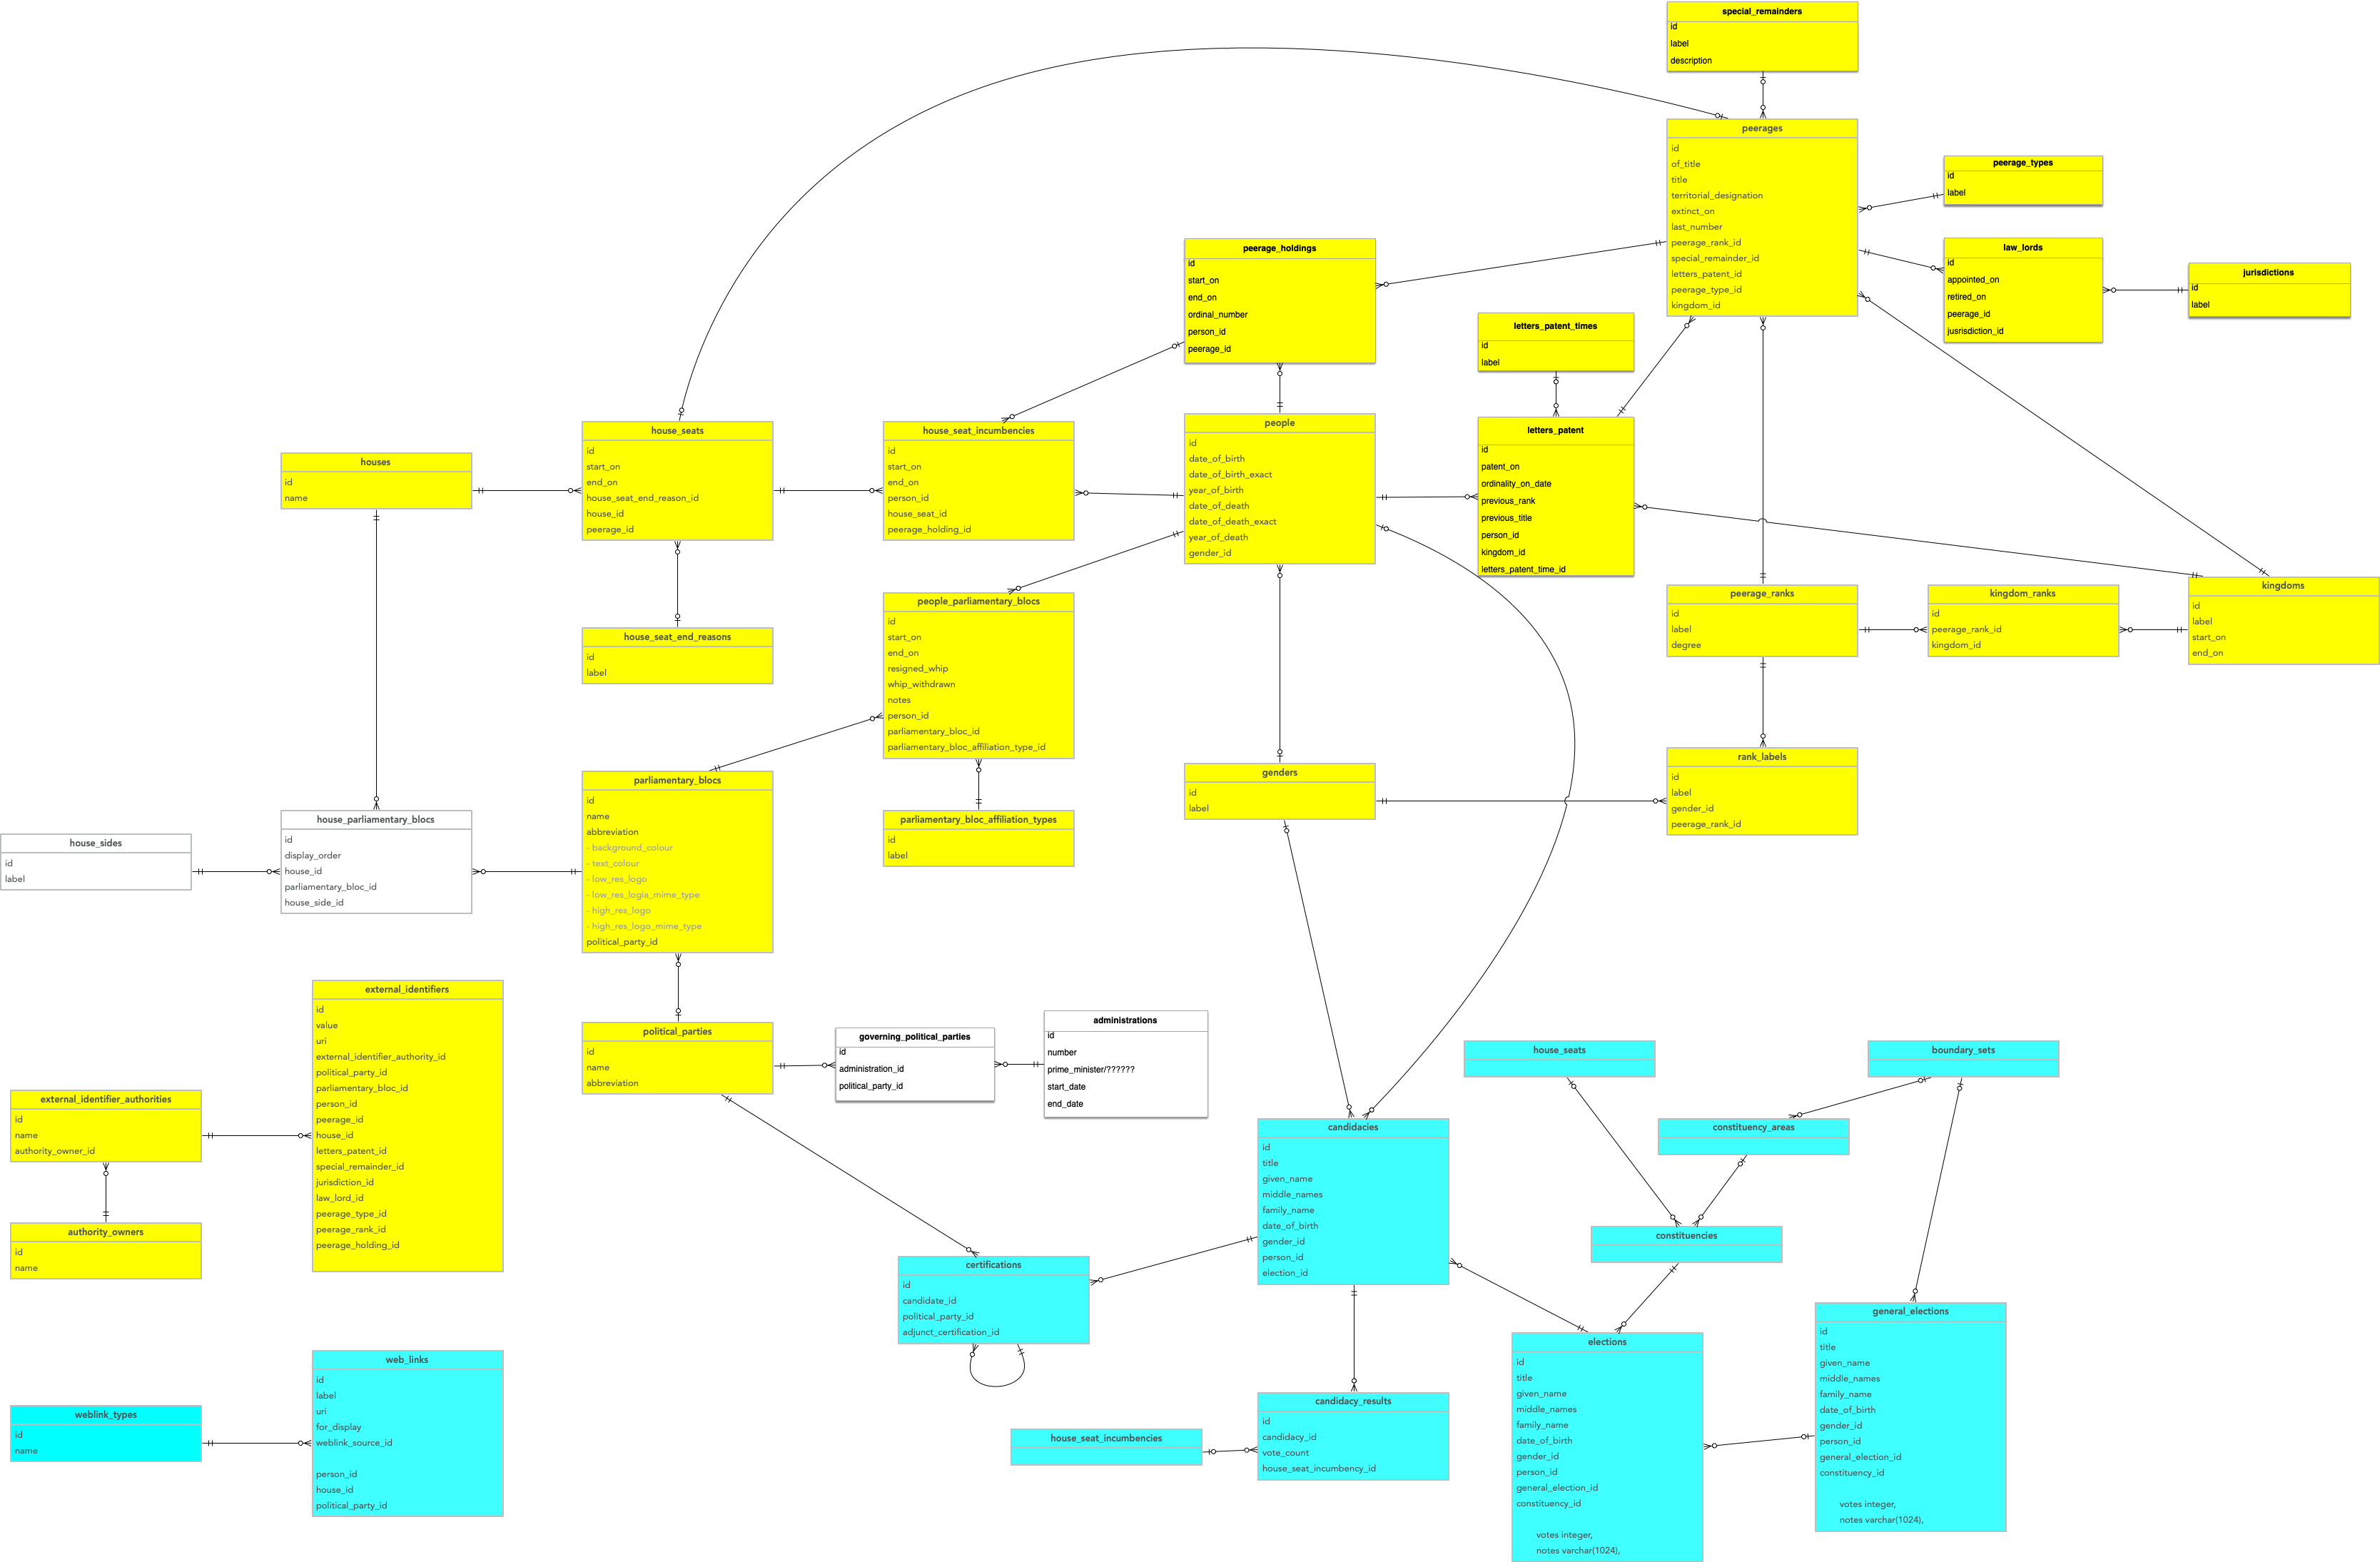 special_remainders
id
label
description
peerages
id
of_title
title
territorial_designation
extinct_on
last_number
peerage_rank_id
special_remainder_id
letters_patent_id
peerage_type_id
kingdom_id
peerage_types
id
label
law_lords
id
appointed_on
retired_on
peerage_id
jusrisdiction_id
jurisdictions
id
label
peerage_holdings
id
start_on
end_on
ordinal_number
person_id
peerage_id
letters_patent_times
id
label
letters_patent
id
patent_on
ordinality_on_date
previous_rank
previous_title
person_id
kingdom_id
letters_patent_time_id
people
id
date_of_birth
date_of_birth_exact
year_of_birth
date_of_death
date_of_death_exact
year_of_death
gender_id
house_seat_incumbencies
id
start_on
end_on
person_id
house_seat_id
peerage_holding_id
house_seats
id
start_on
end_on
house_seat_end_reason_id
house_id
peerage_id
houses
id
name
house_seat_end_reasons
id
label
people_parliamentary_blocs
id
start_on
end_on
resigned_whip
whip_withdrawn
notes
person_id
parliamentary_bloc_id
parliamentary_bloc_affiliation_type_id
peerage_ranks
id
label
degree
kingdom_ranks
id
peerage_rank_id
kingdom_id
kingdoms
id
label
start_on
end_on
rank_labels
id
label
gender_id
peerage_rank_id
genders
id
label
parliamentary_bloc_affiliation_types
id
label
parliamentary_blocs
id
name
abbreviation
- background_colour
- text_colour
- low_res_logo
- low_res_logia_mime_type
- high_res_logo
- high_res_logo_mime_type
political_party_id
house_parliamentary_blocs
id
display_order
house_id
parliamentary_bloc_id
house_side_id
house_sides
id
label
external_identifiers
id
value
uri
external_identifier_authority_id
political_party_id
parliamentary_bloc_id
person_id
peerage_id
house_id
letters_patent_id
special_remainder_id
jurisdiction_id
law_lord_id
peerage_type_id
peerage_rank_id
peerage_holding_id
external_identifier_authorities
id
name
authority_owner_id
authority_owners
id
name
political_parties
id
name
abbreviation
governing_political_parties
id
administration_id
political_party_id
administrations
id
number
prime_minister/??????
start_date
end_date
house_seats
boundary_sets
constituency_areas
constituencies
candidacies
id
title
given_name
middle_names
family_name
date_of_birth
gender_id
person_id
election_id
certifications
id
candidate_id
political_party_id
adjunct_certification_id
general_elections
id
title
given_name
middle_names
family_name
date_of_birth
gender_id
person_id
general_election_id
constituency_id
votes integer,
notes varchar(1024),
elections
id
title
given_name
middle_names
family_name
date_of_birth
gender_id
person_id
general_election_id
constituency_id
votes integer,
notes varchar(1024),
candidacy_results
id
candidacy_id
vote_count
house_seat_incumbency_id
house_seat_incumbencies
web_links
id
label
uri
for_display
weblink_source_id
person_id
house_id
political_party_id
weblink_types
id
name